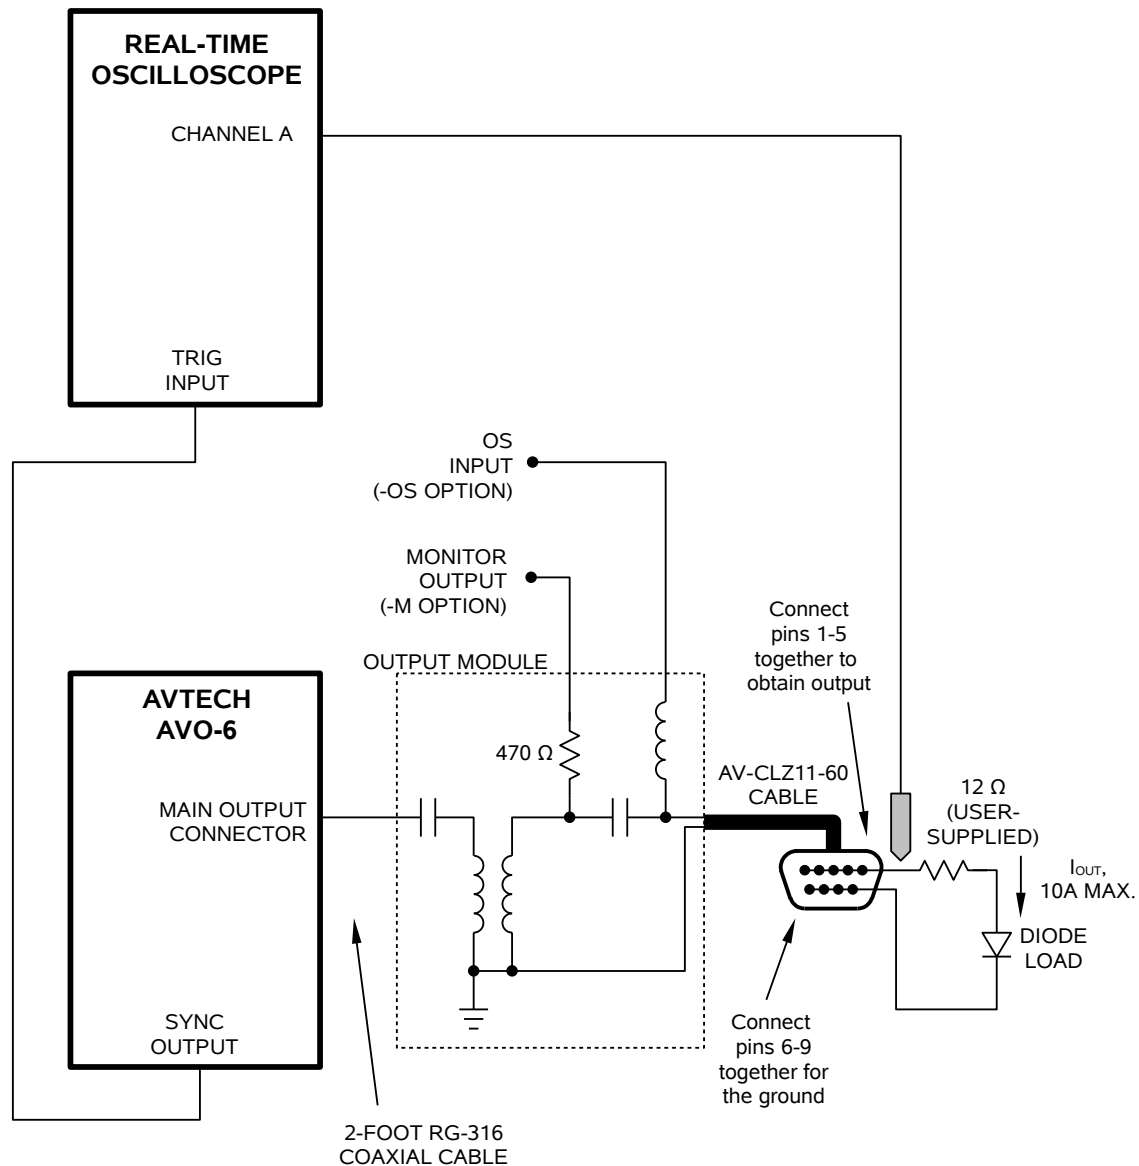 REAL-TIME
OSCILLOSCOPE
CHANNEL A
TRIG
INPUT
OS
INPUT
(-OS OPTION)
MONITOR
OUTPUT
(-M OPTION)
Connect
pins 1-5
together to
obtain output
OUTPUT MODULE
AVTECH
AVO-6
470 Ω
AV-CLZ11-60
CABLE
12 Ω
(USER-
SUPPLIED)
MAIN OUTPUT
CONNECTOR
IOUT,
10A MAX.
DIODE
LOAD
SYNC
OUTPUT
Connect
pins 6-9
together for
the ground
2-FOOT RG-316
COAXIAL CABLE